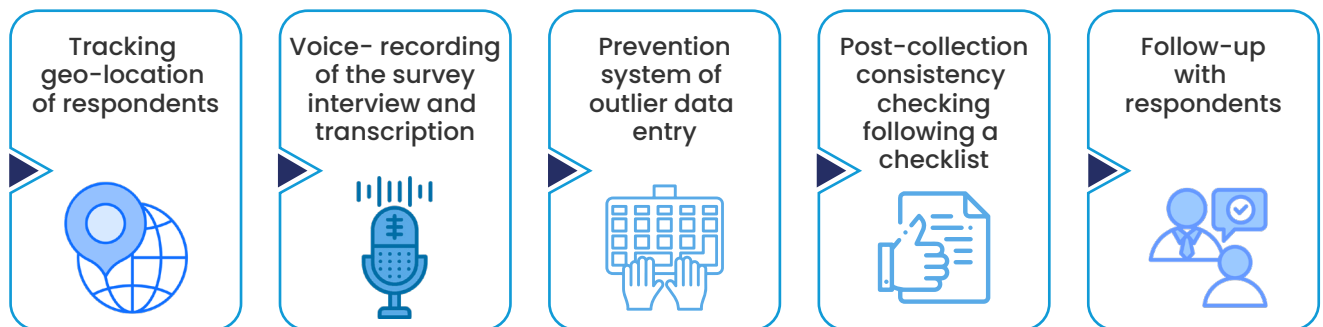 Tracking
geo-location
of respondents
Voice- recording
of the survey
interview and
transcription
Prevention
system of
outlier data
entry
Post-collection
consistency
checking
following a
checklist
Follow-up
with
respondents